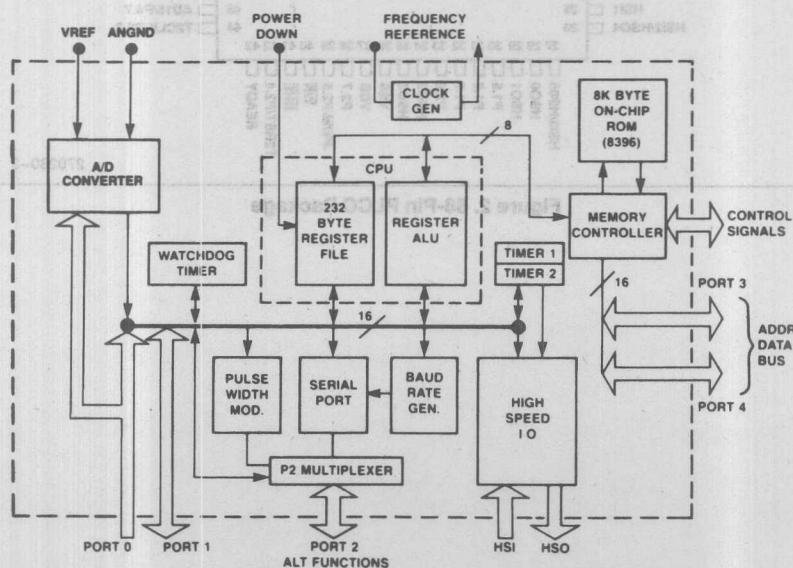 POWER
DOWN
FREQUENCY
REFERENCE
VREF
ANGND
CLOCK
GEN
8K BYTE
ON-CHIP
ROM
(8396)
8
A/D
CONVERTER
CPU
232
BYTE
REGISTER
FILE
REGISTER
ALU
MEMORY
CONTROLLER
CONTROL
SIGNALS
WATCHDOG
TIMER
TIMER 1
TIMER 2
16
16
PORT 3
ADDR
DATA
BUS
PORT 4
PULSE
WIDTH
MOD.
SERIAL
PORT
BAUD
RATE
GEN.
HIGH
SPEED
I O
P2 MULTIPLEXER
PORT 0
PORT 1
PORT 2
ALT FUNCTIONS
HSI
HSO
Figure 2. 68-Pin PLCC Package